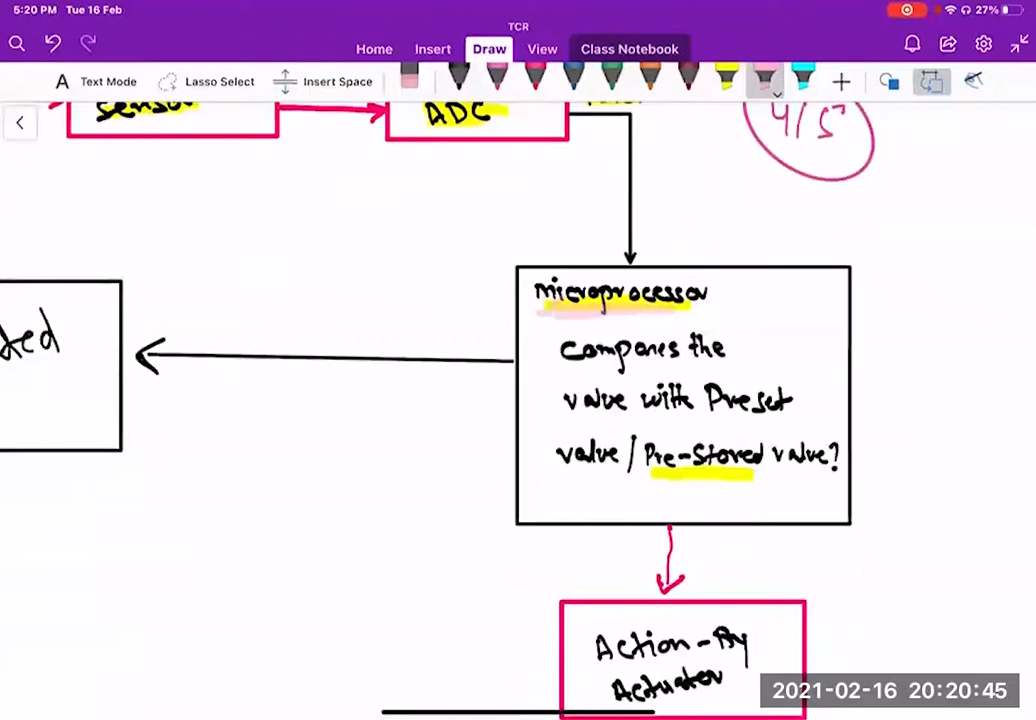 5:20 PM Tue 16 Feb
27%
TCR
Home Insert Draw View Class Notebook
A Text Mode Lasso Select Insert Space
Sensor
ADC
4/5
microprocessor
Compares the
value with Preset
value / Pre-Stored value?
ted
Action-By
Actuator
2021-02-16 20:20:45